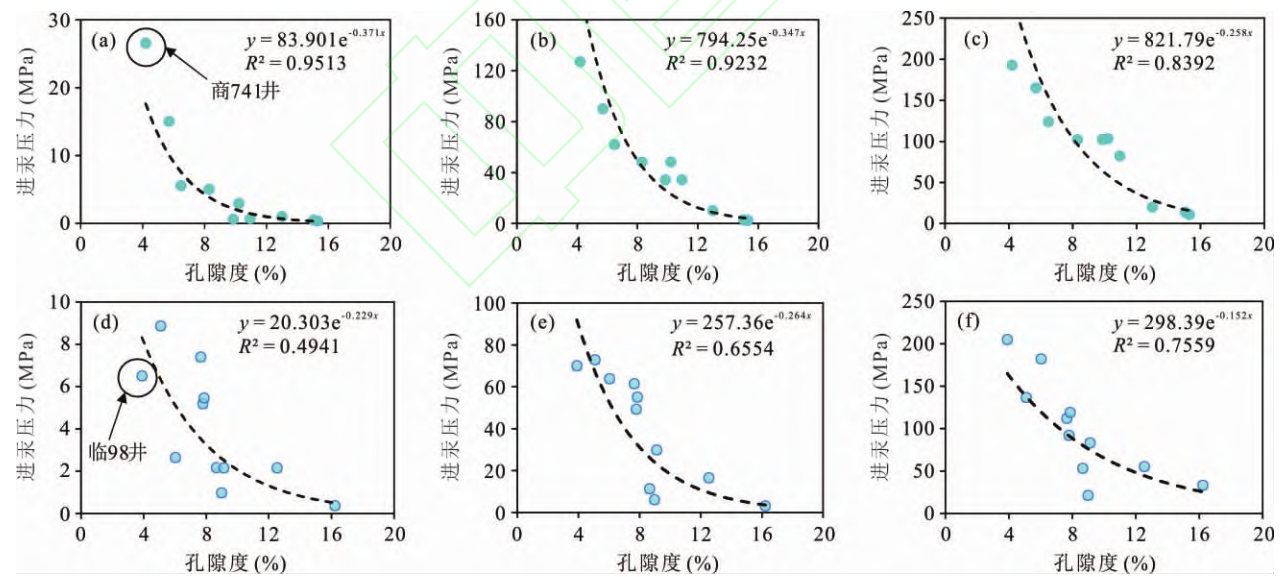 (a)
y = 83.901e^{-0.371x}
R² = 0.9513
商741井
进汞压力 (MPa)
30
20
10
0
0 4 8 12 16 20
孔隙度 (%)
(b)
y = 794.25e^{-0.347x}
R² = 0.9232
进汞压力 (MPa)
160
120
80
40
0
0 4 8 12 16 20
孔隙度 (%)
(c)
y = 821.79e^{-0.258x}
R² = 0.8392
进汞压力 (MPa)
250
200
150
100
50
0
0 4 8 12 16 20
孔隙度 (%)
(d)
y = 20.303e^{-0.229x}
R² = 0.4941
临98井
进汞压力 (MPa)
10
8
6
4
2
0
0 4 8 12 16 20
孔隙度 (%)
(e)
y = 257.36e^{-0.264x}
R² = 0.6554
进汞压力 (MPa)
100
80
60
40
20
0
0 4 8 12 16 20
孔隙度 (%)
(f)
y = 298.39e^{-0.152x}
R² = 0.7559
进汞压力 (MPa)
250
200
150
100
50
0
0 4 8 12 16 20
孔隙度 (%)